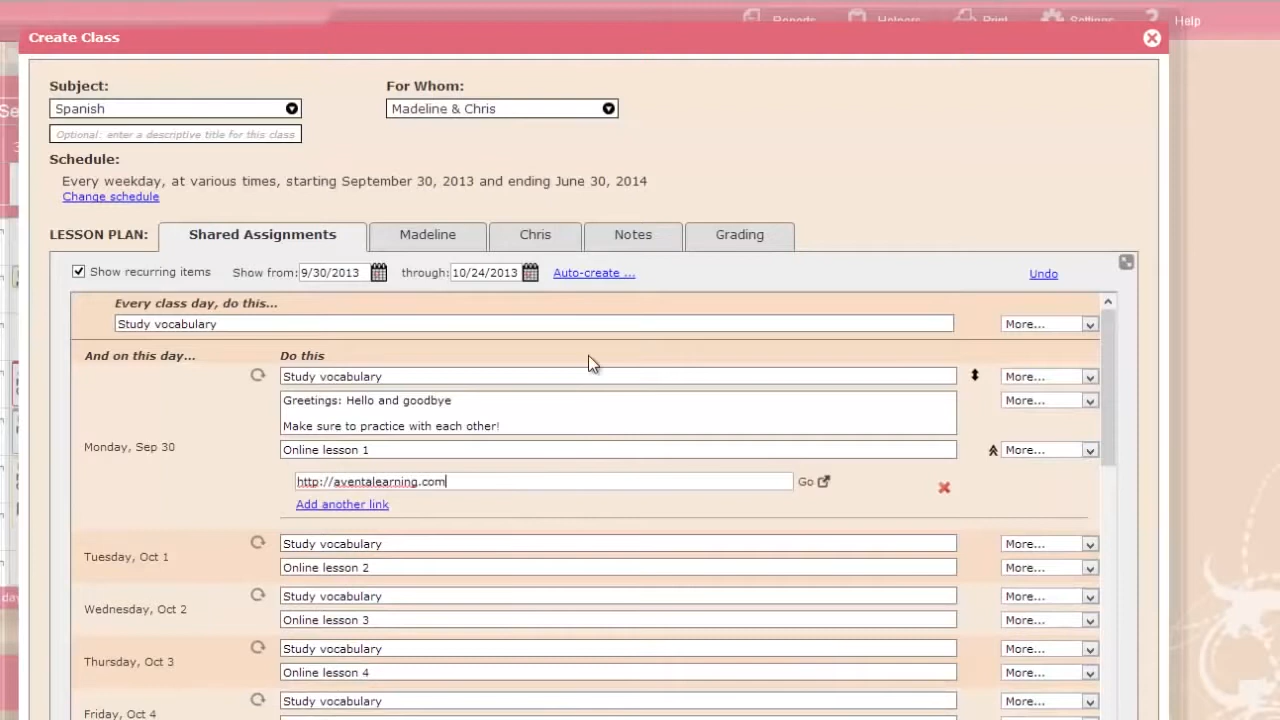 Reports Helpers Print Settings Help
Create Class
Subject: For Whom:
Spanish Madeline & Chris
Optional: enter a descriptive title for this class
Schedule:
Every weekday, at various times, starting September 30, 2013 and ending June 30, 2014
Change schedule
LESSON PLAN: Shared Assignments Madeline Chris Notes Grading
Show recurring items Show from: 9/30/2013 through: 10/24/2013 Auto-create ... Undo
Every class day, do this...
Study vocabulary More...
And on this day... Do this
Study vocabulary More...
Greetings: Hello and goodbye More...
Make sure to practice with each other!
Monday, Sep 30
Online lesson 1 More...
http://aventalearning.com Go
Add another link
Study vocabulary More...
Tuesday, Oct 1
Online lesson 2 More...
Study vocabulary More...
Wednesday, Oct 2
Online lesson 3 More...
Study vocabulary More...
Thursday, Oct 3
Online lesson 4 More...
Study vocabulary More...
Friday, Oct 4